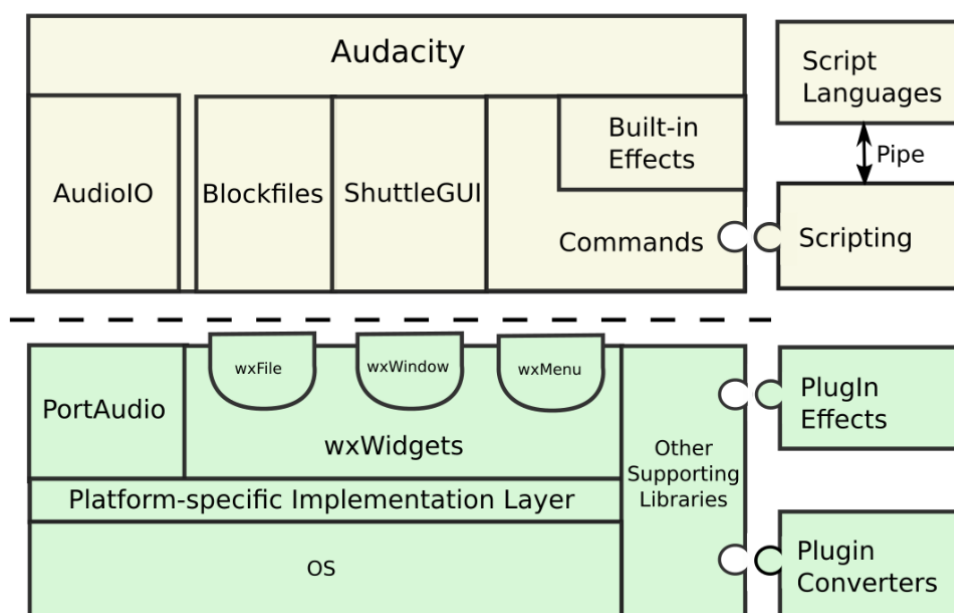 Audacity
Script
Languages
Built-in
Effects
Pipe
AudioIO
Blockfiles
ShuttleGUI
Commands
Scripting
wxFile
wxWindow
wxMenu
PortAudio
PlugIn
Effects
wxWidgets
Other
Supporting
Libraries
Platform-specific Implementation Layer
OS
Plugin
Converters